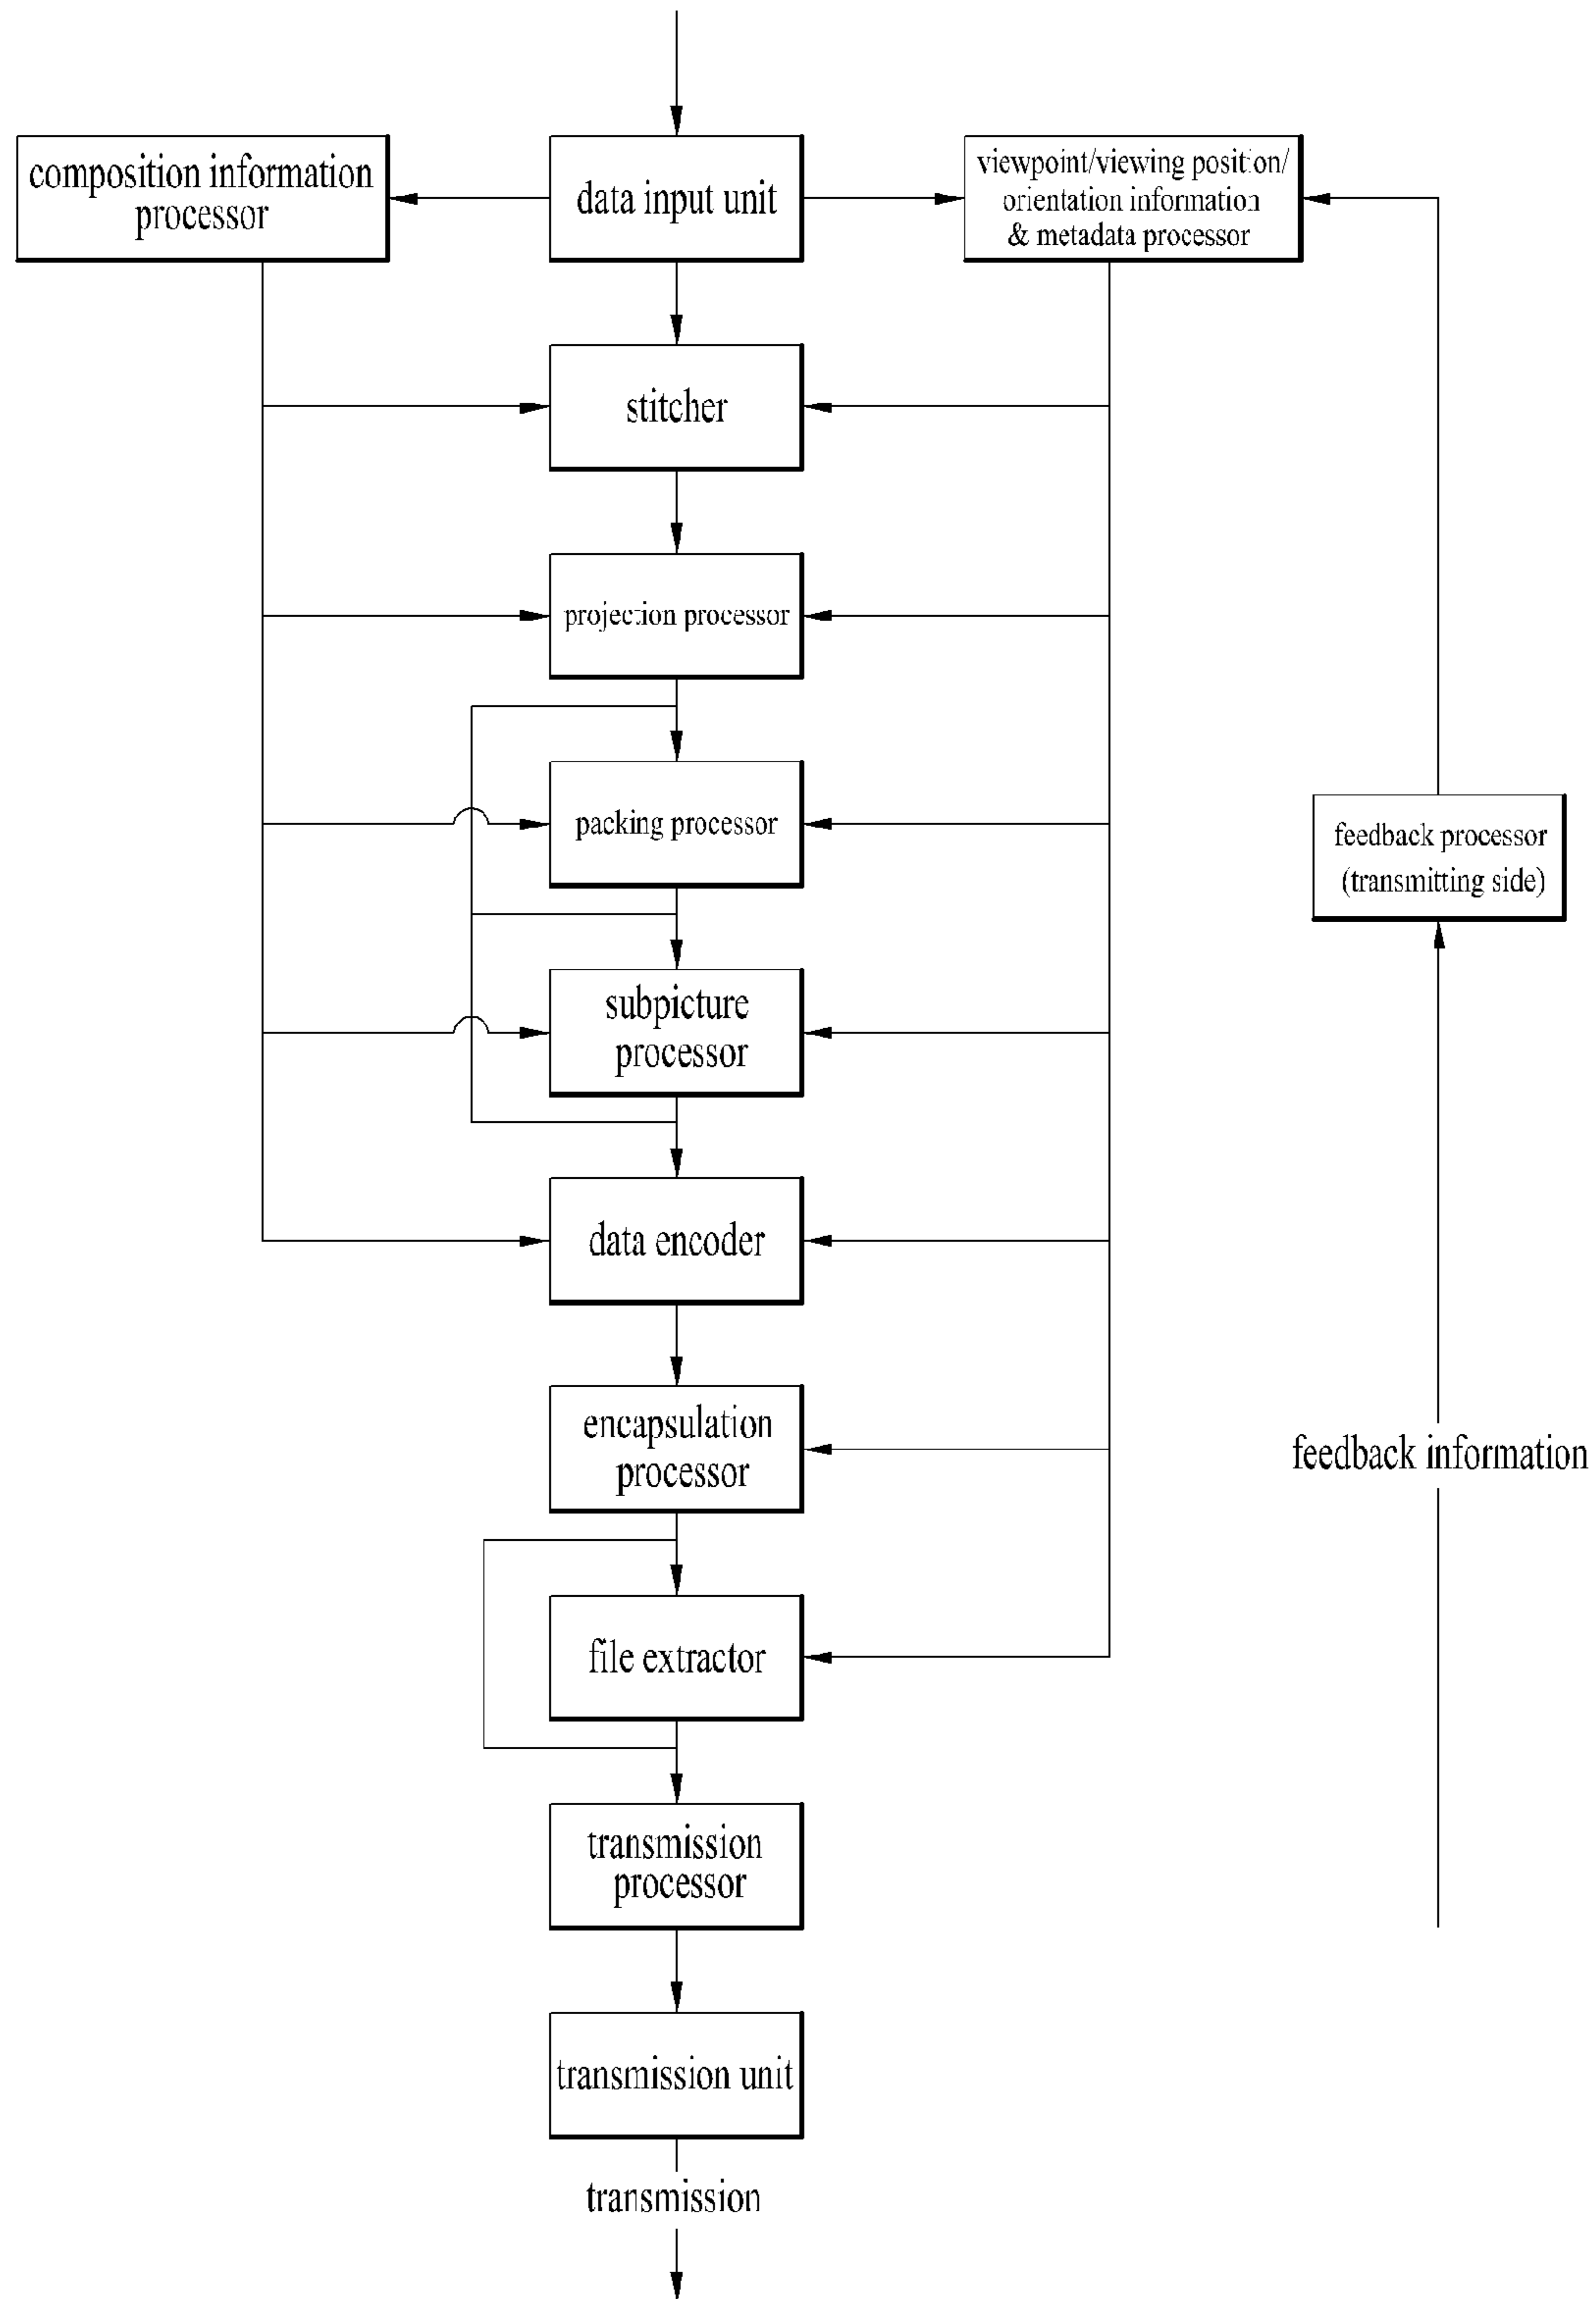 composition information
processor
data input unit
viewpoint/viewing position/
orientation information
& metadata processor
stitcher
projection processor
packing processor
feedback processor
(transmitting side)
subpicture
processor
data encoder
encapsulation
processor
feedback information
file extractor
transmission
processor
transmission unit
transmission